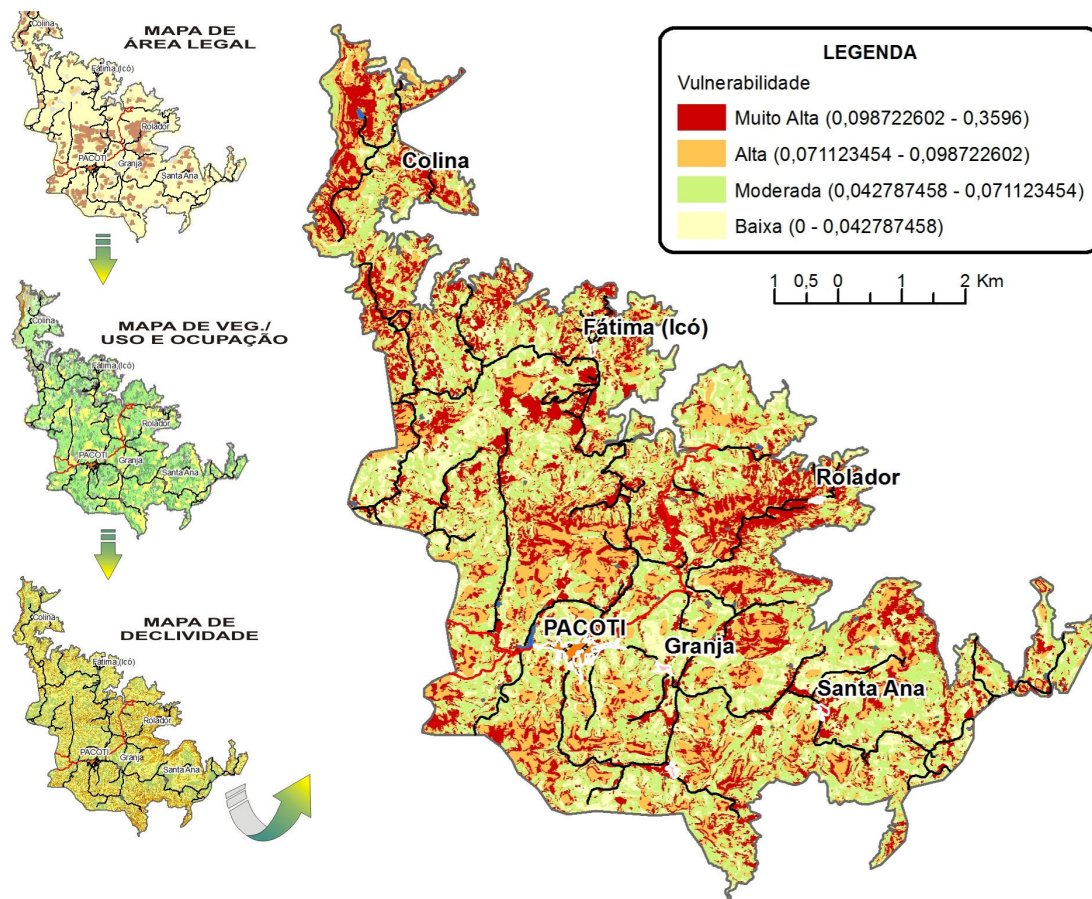 MAPA DE
ÁREA LEGAL
Colina
Fátima (Icó)
Rolador
PACOTI
Granja
Santa Ana
MAPA DE VEG./
USO E OCUPAÇÃO
Colina
Fátima (Icó)
Rolador
PACOTI
Granja
Santa Ana
MAPA DE
DECLIVIDADE
Colina
Fátima (Icó)
Rolador
PACOTI
Granja
Santa Ana
LEGENDA
Vulnerabilidade
Muito Alta (0,098722602 - 0,3596)
Alta (0,071123454 - 0,098722602)
Moderada (0,042787458 - 0,071123454)
Baixa (0 - 0,042787458)
1 0,5 0 1 2 Km
Colina
Fátima (Icó)
Rolador
PACOTI
Granja
Santa Ana